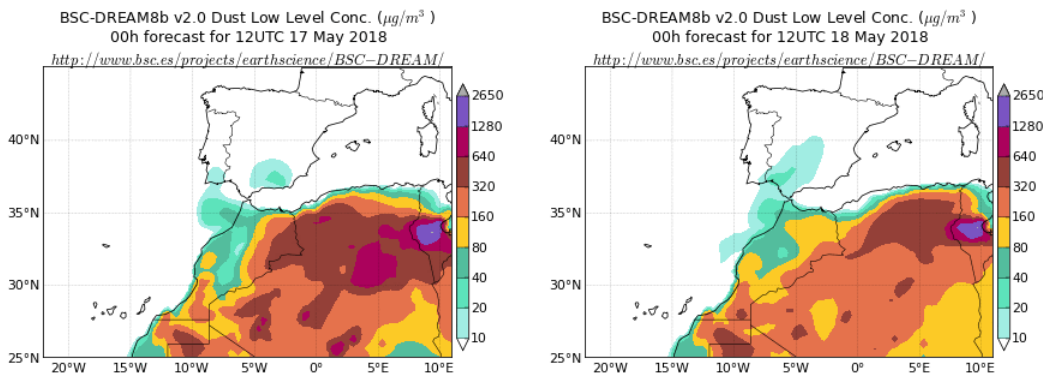 BSC-DREAM8b v2.0 Dust Low Level Conc. (μg/m³ )
00h forecast for 12UTC 17 May 2018
http://www.bsc.es/projects/earthscience/BSC−DREAM/
40°N
35°N
30°N
25°N
20°W
15°W
10°W
5°W
0°
5°E
10°E
2650
1280
640
320
160
80
40
20
10
BSC-DREAM8b v2.0 Dust Low Level Conc. (μg/m³ )
00h forecast for 12UTC 18 May 2018
http://www.bsc.es/projects/earthscience/BSC−DREAM/
40°N
35°N
30°N
25°N
20°W
15°W
10°W
5°W
0°
5°E
10°E
2650
1280
640
320
160
80
40
20
10